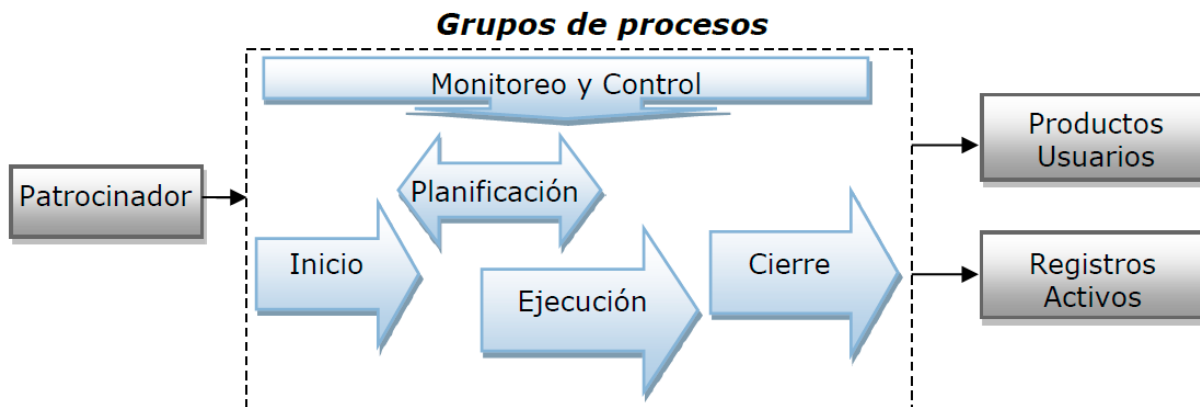 Grupos de procesos
Monitoreo y Control
Patrocinador
Planificación
Inicio
Ejecución
Cierre
Productos
Usuarios
Registros
Activos